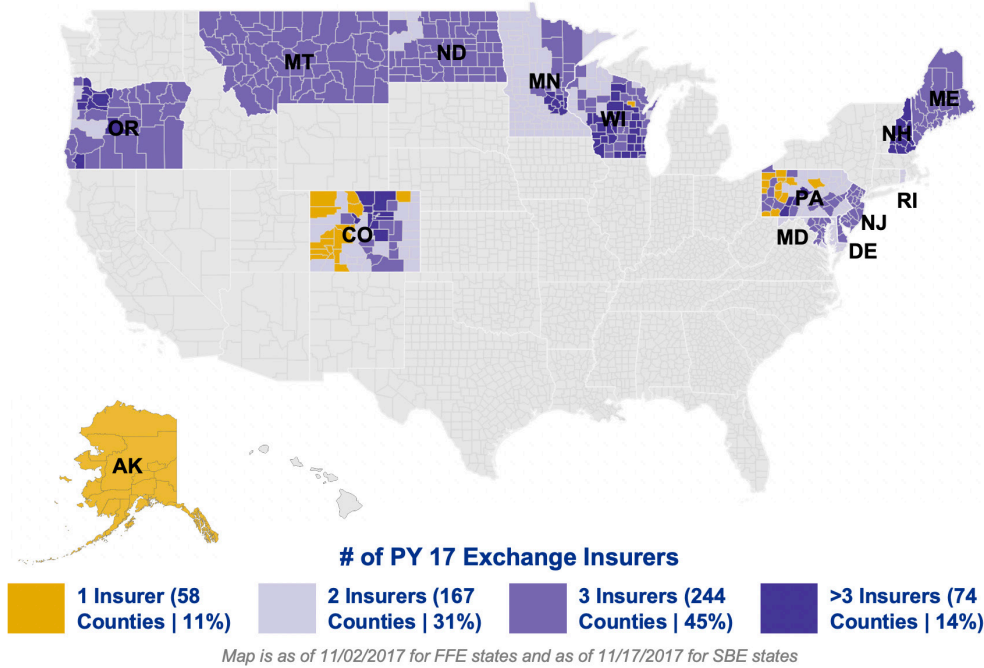 MT
ND
MN
WI
OR
ME
NH
RI
PA
NJ
MD
DE
CO
AK
# of PY 17 Exchange Insurers
1 Insurer (58
Counties | 11%)
2 Insurers (167
Counties | 31%)
3 Insurers (244
Counties | 45%)
>3 Insurers (74
Counties | 14%)
Map is as of 11/02/2017 for FFE states and as of 11/17/2017 for SBE states